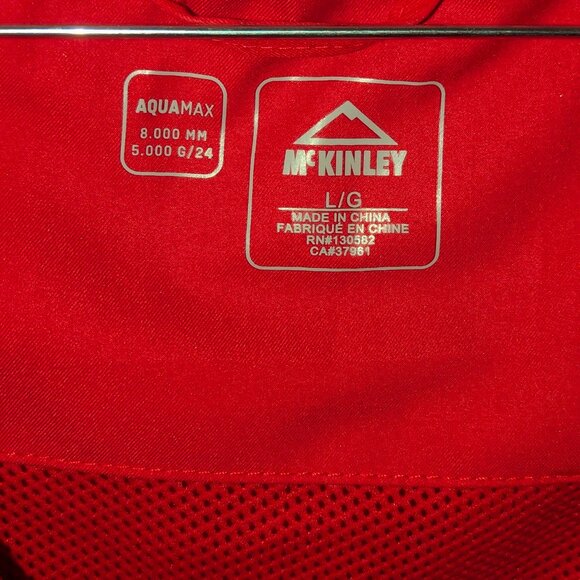 AQUAMAX
8.000 MM
5.000 G/24
McKINLEY
L/G
MADE IN CHINA
FABRIQUÉ EN CHINE
RN#130582
CA#37961